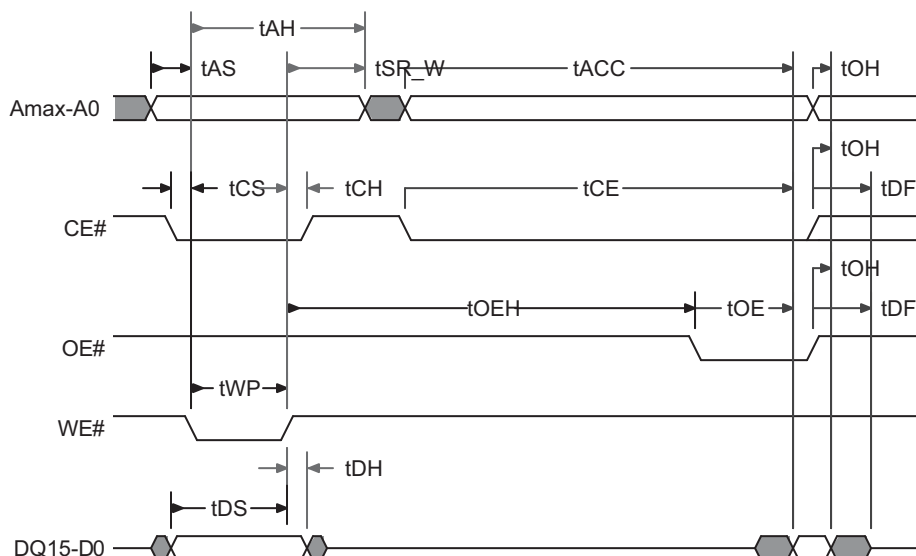 tAH
tAS tSR_W tACC tOH
Amax-A0
tOH
tCS tCH tCE tDF
CE#
tOH
tOEH tOE tDF
OE#
tWP
WE#
tDH
tDS
DQ15-D0